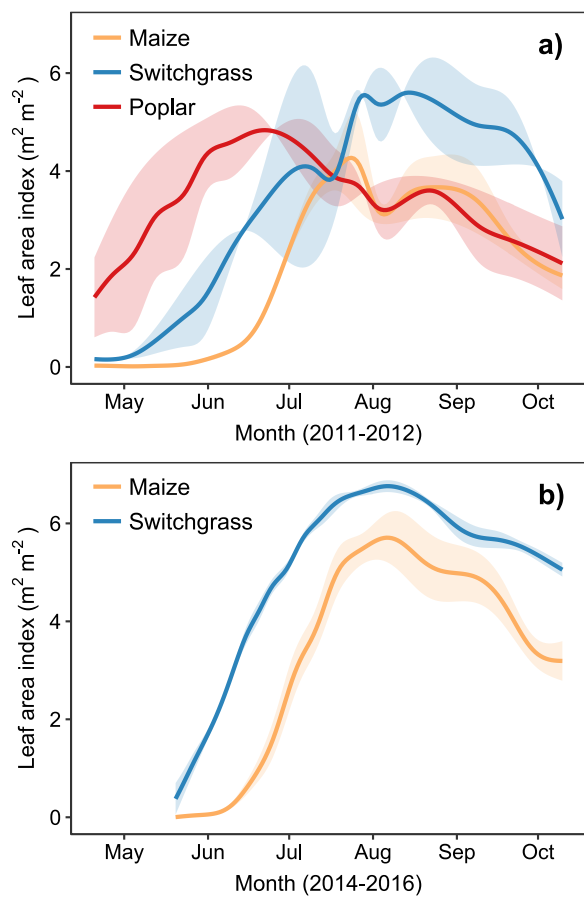 a)
Maize
Switchgrass
Poplar
Leaf area index (m² m⁻²)
6
4
2
0
May Jun Jul Aug Sep Oct
Month (2011-2012)
b)
Maize
Switchgrass
Leaf area index (m² m⁻²)
6
4
2
0
May Jun Jul Aug Sep Oct
Month (2014-2016)